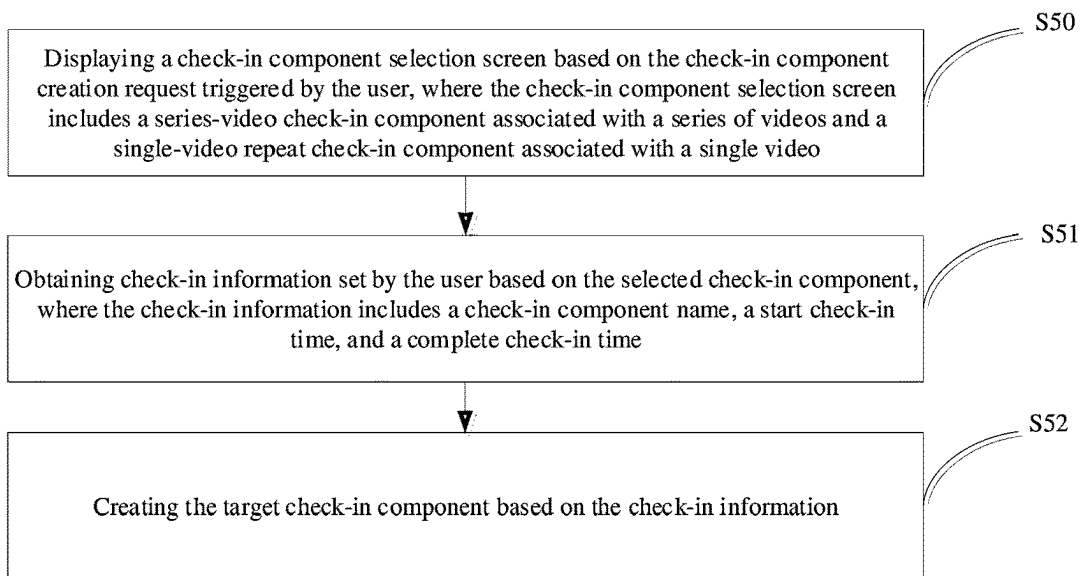 S50
Displaying a check-in component selection screen based on the check-in component
creation request triggered by the user, where the check-in component selection screen
includes a series-video check-in component associated with a series of videos and a
single-video repeat check-in component associated with a single video
S51
Obtaining check-in information set by the user based on the selected check-in component,
where the check-in information includes a check-in component name, a start check-in
time, and a complete check-in time
S52
Creating the target check-in component based on the check-in information